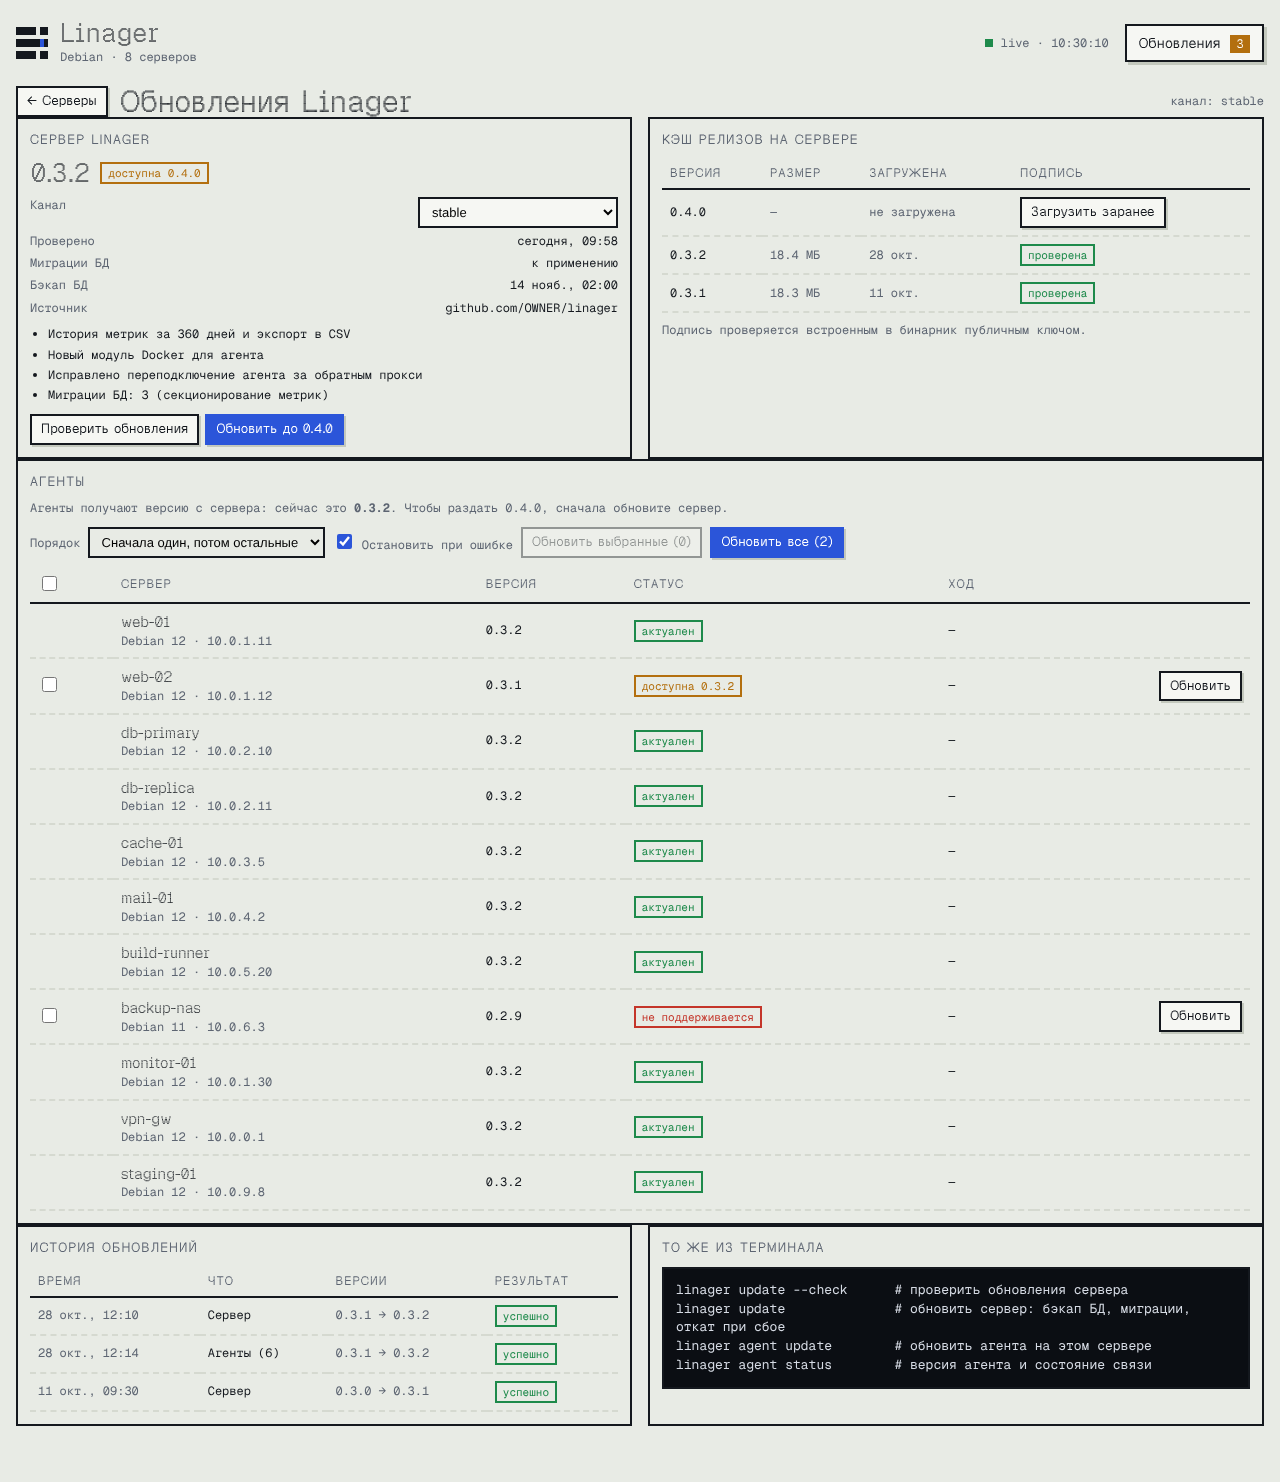 Linager
Debian · 8 серверов
live · 10:30:10
Обновления 3
← Серверы
Обновления Linager
канал: stable
СЕРВЕР LINAGER
0.3.2 доступна 0.4.0
Канал stable
Проверено сегодня, 09:58
Миграции БД к применению
Бэкап БД 14 нояб., 02:00
Источник github.com/OWNER/linager
• История метрик за 360 дней и экспорт в CSV
• Новый модуль Docker для агента
• Исправлено переподключение агента за обратным прокси
• Миграции БД: 3 (секционирование метрик)
Проверить обновления Обновить до 0.4.0
КЭШ РЕЛИЗОВ НА СЕРВЕРЕ
ВЕРСИЯ РАЗМЕР ЗАГРУЖЕНА ПОДПИСЬ
0.4.0 — не загружена Загрузить заранее
0.3.2 18.4 МБ 28 окт. проверена
0.3.1 18.3 МБ 11 окт. проверена
Подпись проверяется встроенным в бинарник публичным ключом.
АГЕНТЫ
Агенты получают версию с сервера: сейчас это 0.3.2. Чтобы раздать 0.4.0, сначала обновите сервер.
Порядок Сначала один, потом остальные Остановить при ошибке Обновить выбранные (0) Обновить все (2)
СЕРВЕР ВЕРСИЯ СТАТУС ХОД
web-01
Debian 12 · 10.0.1.11
0.3.2 актуален —
web-02
Debian 12 · 10.0.1.12
0.3.1 доступна 0.3.2 — Обновить
db-primary
Debian 12 · 10.0.2.10
0.3.2 актуален —
db-replica
Debian 12 · 10.0.2.11
0.3.2 актуален —
cache-01
Debian 12 · 10.0.3.5
0.3.2 актуален —
mail-01
Debian 12 · 10.0.4.2
0.3.2 актуален —
build-runner
Debian 12 · 10.0.5.20
0.3.2 актуален —
backup-nas
Debian 11 · 10.0.6.3
0.2.9 не поддерживается — Обновить
monitor-01
Debian 12 · 10.0.1.30
0.3.2 актуален —
vpn-gw
Debian 12 · 10.0.0.1
0.3.2 актуален —
staging-01
Debian 12 · 10.0.9.8
0.3.2 актуален —
ИСТОРИЯ ОБНОВЛЕНИЙ
ВРЕМЯ ЧТО ВЕРСИИ РЕЗУЛЬТАТ
28 окт., 12:10 Сервер 0.3.1 → 0.3.2 успешно
28 окт., 12:14 Агенты (6) 0.3.1 → 0.3.2 успешно
11 окт., 09:30 Сервер 0.3.0 → 0.3.1 успешно
ТО ЖЕ ИЗ ТЕРМИНАЛА
linager update --check # проверить обновления сервера
linager update # обновить сервер: бэкап БД, миграции,
откат при сбое
linager agent update # обновить агента на этом сервере
linager agent status # версия агента и состояние связи